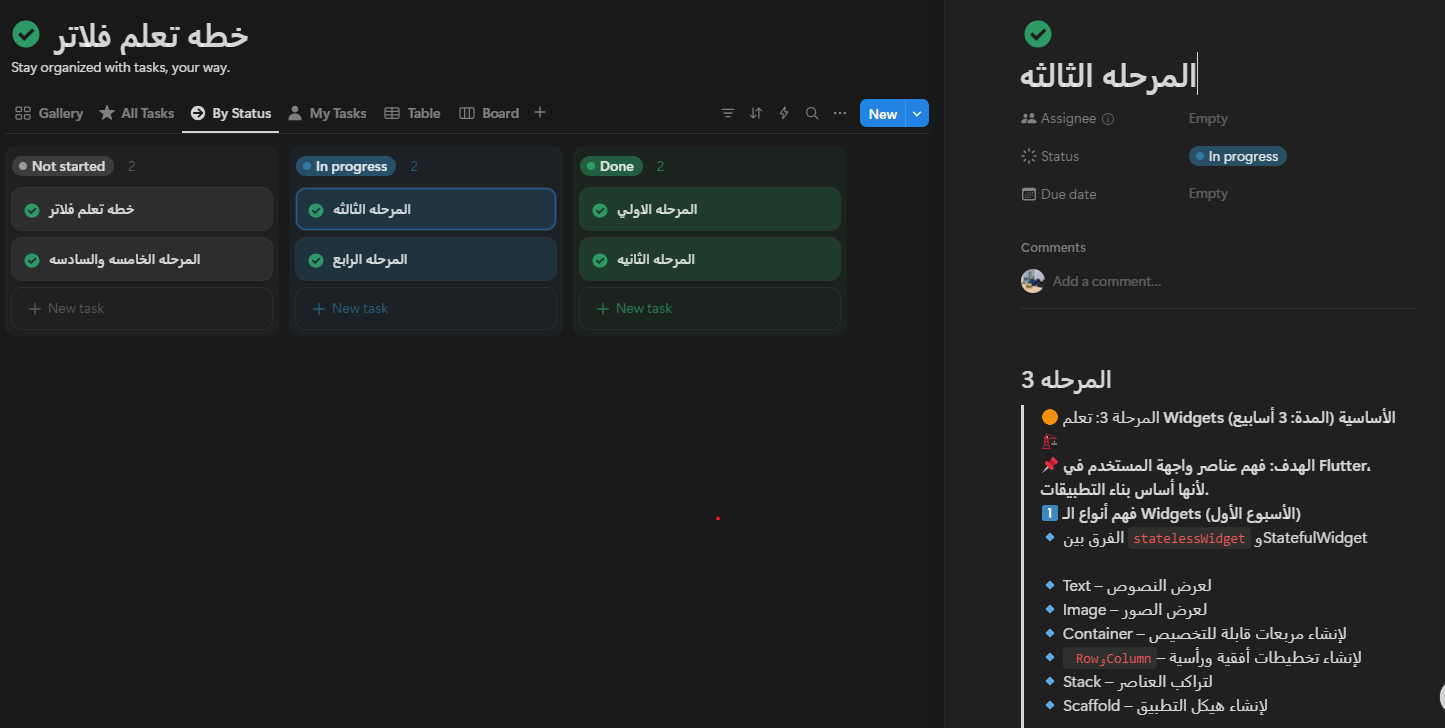 خطه تعلم فلاتر
Stay organized with tasks, your way.
Gallery All Tasks By Status My Tasks Table Board
New
Not started 2
خطه تعلم فلاتر
المرحله الخامسه والسادسه
+ New task
In progress 2
المرحله الثالثه
المرحله الرابع
+ New task
Done 2
المرحله الاولي
المرحله الثانيه
+ New task
المرحله الثالثه
Assignee Empty
Status In progress
Due date Empty
Comments
Add a comment...
المرحله 3
🟠 المرحلة 3: تعلم Widgets الأساسية (المدة: 3 أسابيع)
🏗
📌 الهدف: فهم عناصر واجهة المستخدم في Flutter،
لأنها أساس بناء التطبيقات.
1️⃣ فهم أنواع الـ Widgets (الأسبوع الأول)
🔹 الفرق بين statelessWidget وStatefulWidget
🔹 Text – لعرض النصوص
🔹 Image – لعرض الصور
🔹 Container – لإنشاء مربعات قابلة للتخصيص
🔹 RowوColumn – لإنشاء تخطيطات أفقية ورأسية
🔹 Stack – لتراكب العناصر
🔹 Scaffold – لإنشاء هيكل التطبيق